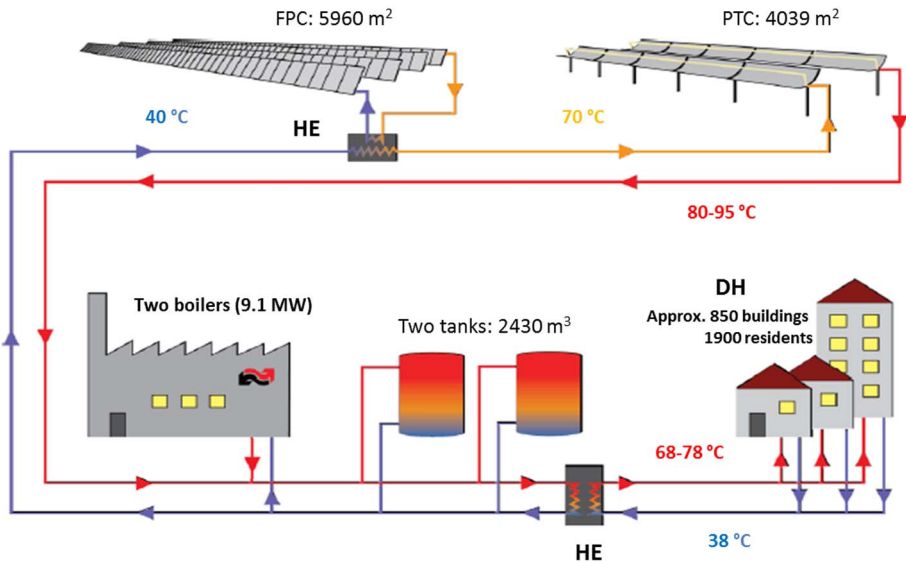 FPC: 5960 m²
PTC: 4039 m²
40 °C
HE
70 °C
80-95 °C
Two boilers (9.1 MW)
Two tanks: 2430 m³
DH
Approx. 850 buildings
1900 residents
68-78 °C
38 °C
HE